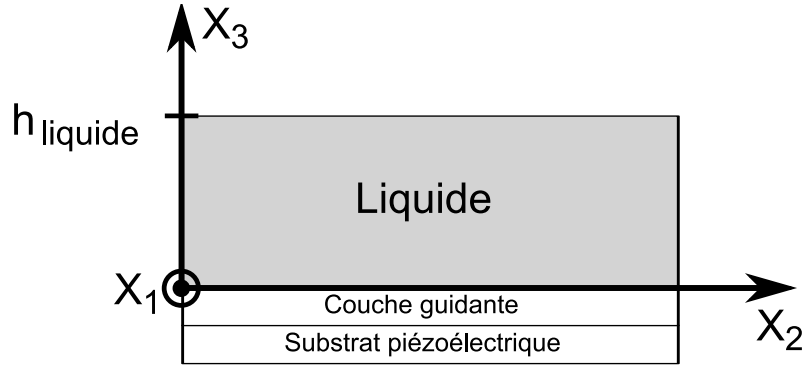 X3
h liquide
Liquide
X1
Couche guidante
X2
Substrat piézoélectrique